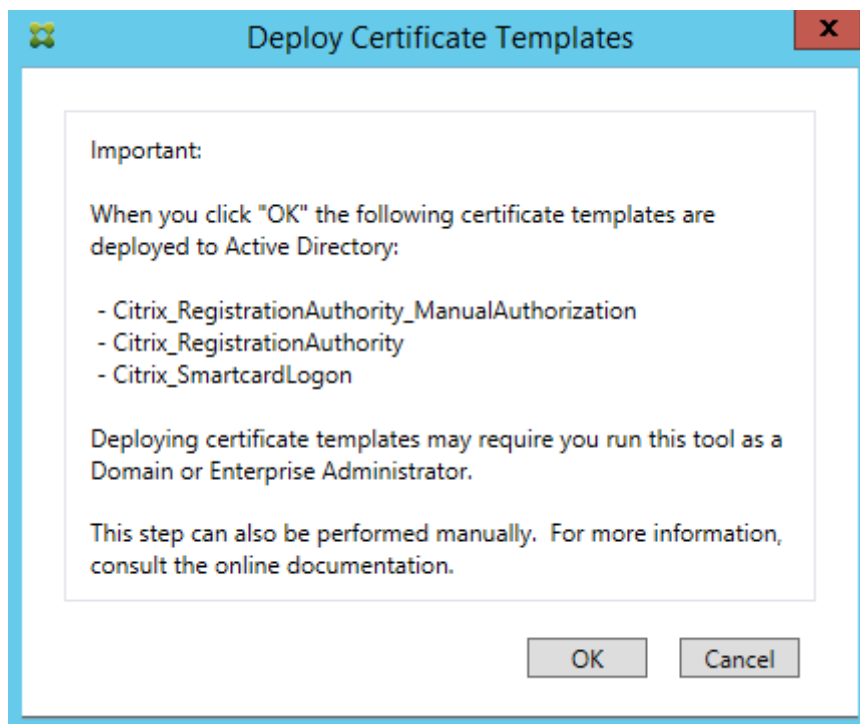 Deploy Certificate Templates
x
Important:
When you click "OK" the following certificate templates are
deployed to Active Directory:
- Citrix_RegistrationAuthority_ManualAuthorization
- Citrix_RegistrationAuthority
- Citrix_SmartcardLogon
Deploying certificate templates may require you run this tool as a
Domain or Enterprise Administrator.
This step can also be performed manually.  For more information,
consult the online documentation.
OK
Cancel